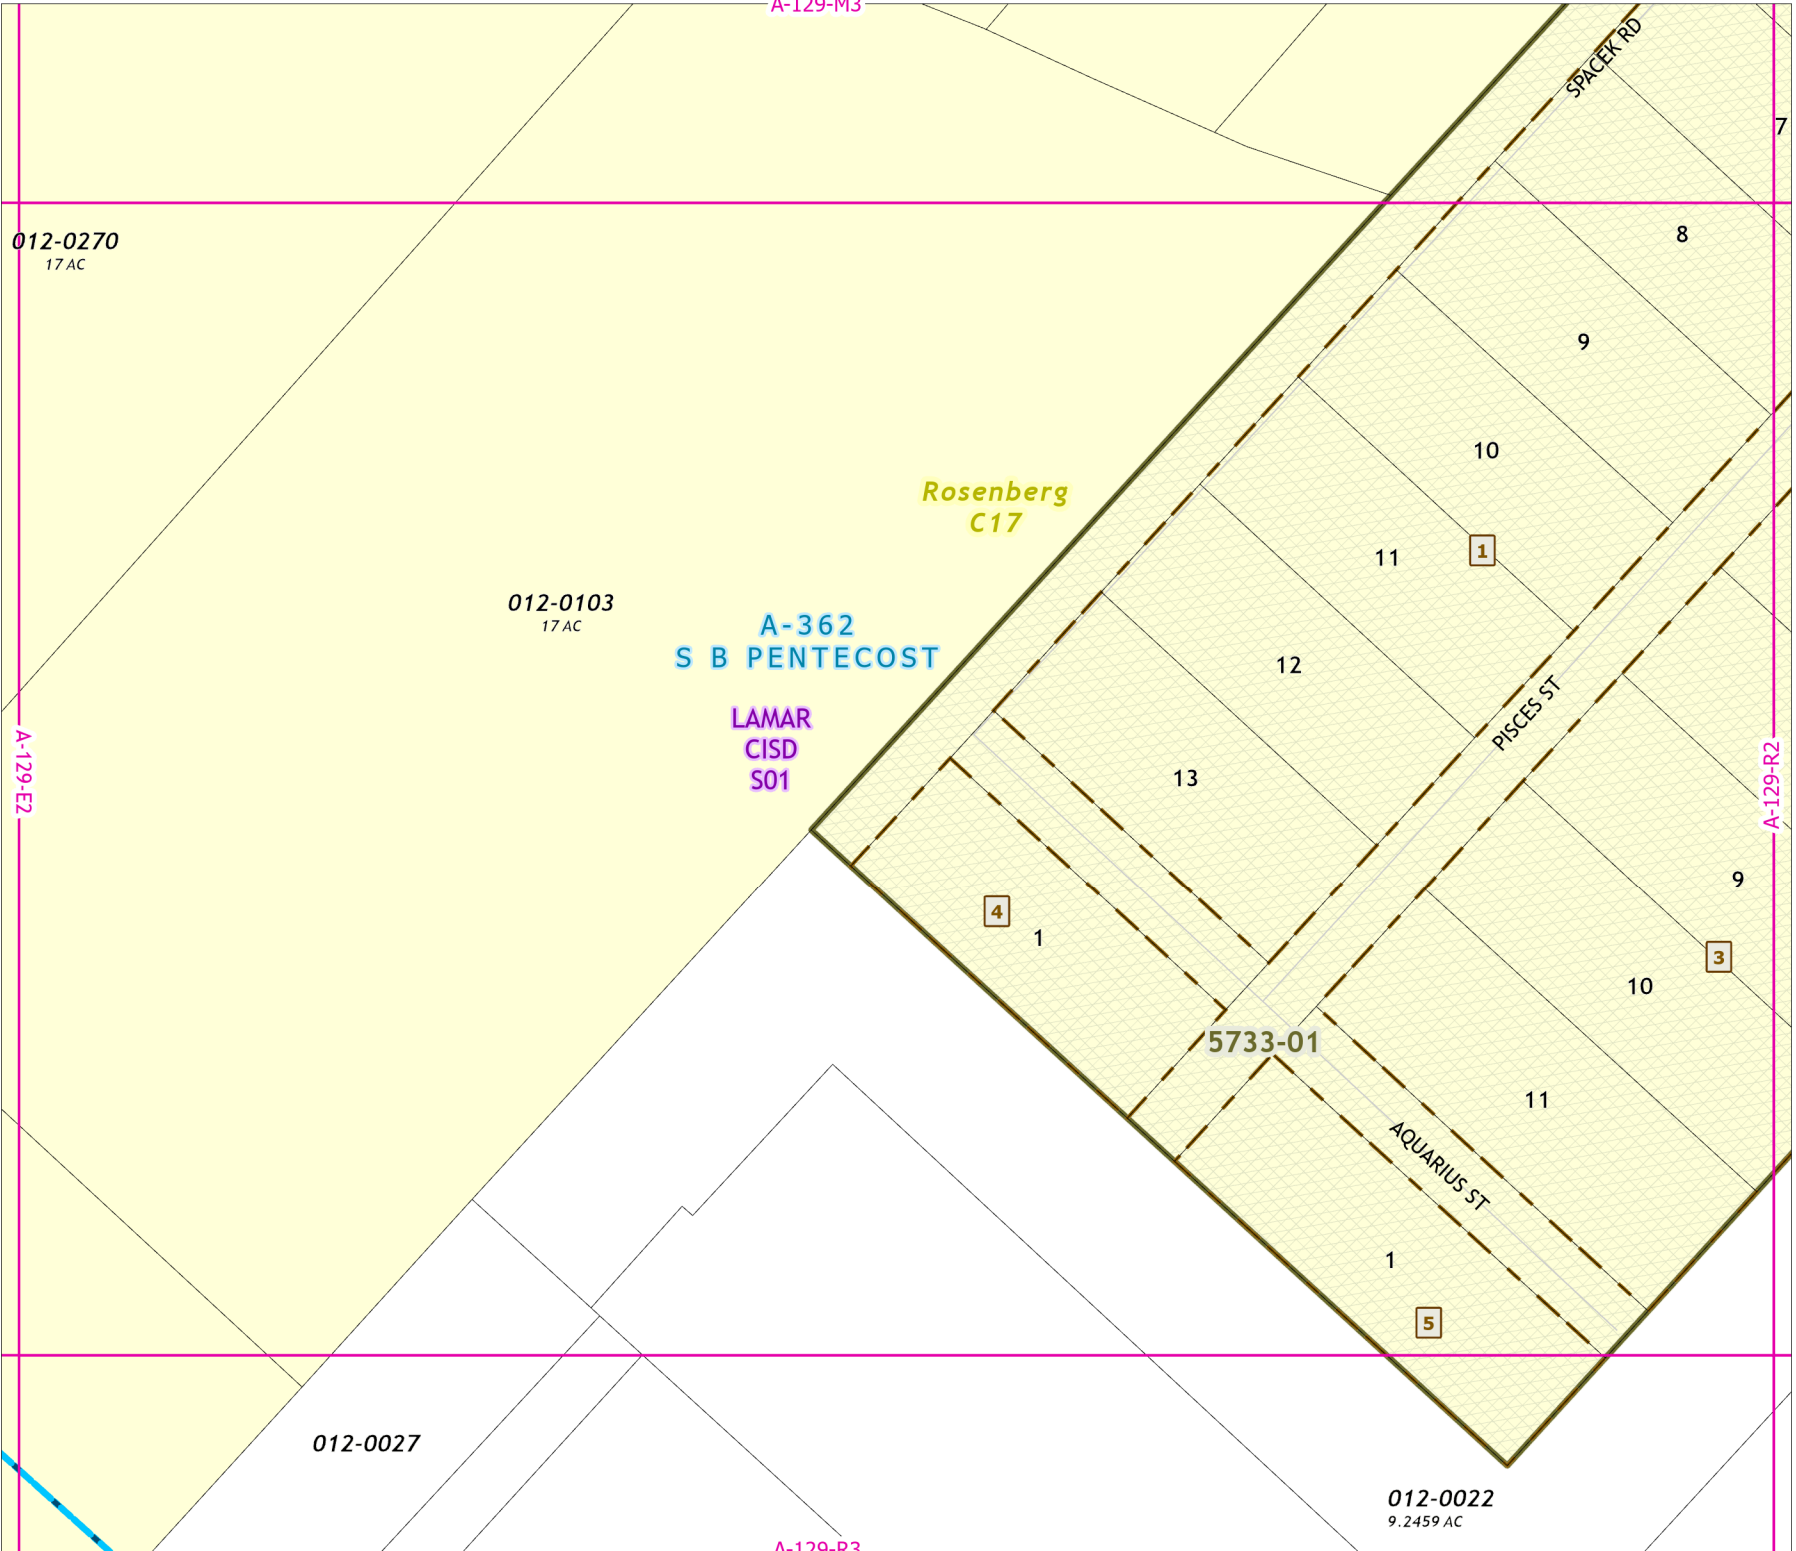 A-129-M3
SPACEK RD
7
012-0270
17 AC
8
9
10
Rosenberg
C17
11
1
012-0103
17 AC
A-362
S B PENTECOST
12
LAMAR
CISD
S01
PISCES ST
A-129-E2
A-129-R2
13
9
4
1
3
10
5733-01
11
AQUARIUS ST
1
5
012-0027
012-0022
9.2459 AC
A-129-R3